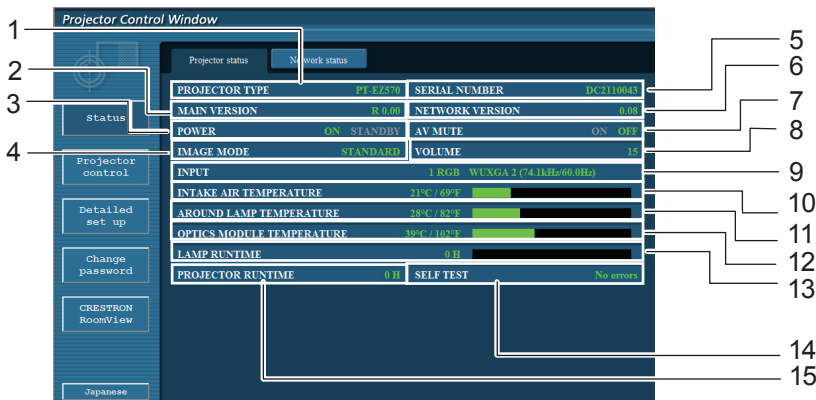 Projector Control Window
Projector status Network status
PROJECTOR TYPE PT-EZ570 SERIAL NUMBER DC2110043
MAIN VERSION R 0.00 NETWORK VERSION 0.08
POWER ON STANDBY AV MUTE ON OFF
IMAGE MODE STANDARD VOLUME 15
INPUT 1 RGB WUXGA 2 (74.1kHz/60.0Hz)
INTAKE AIR TEMPERATURE 21°C / 69°F
AROUND LAMP TEMPERATURE 28°C / 82°F
OPTICS MODULE TEMPERATURE 39°C / 102°F
LAMP RUNTIME 0 H
PROJECTOR RUNTIME 0 H SELF TEST No errors
Status
Projector
control
Detailed
set up
Change
password
CRESTRON
RoomView
Japanese
1
2
3
4
5
6
7
8
9
10
11
12
13
14
15